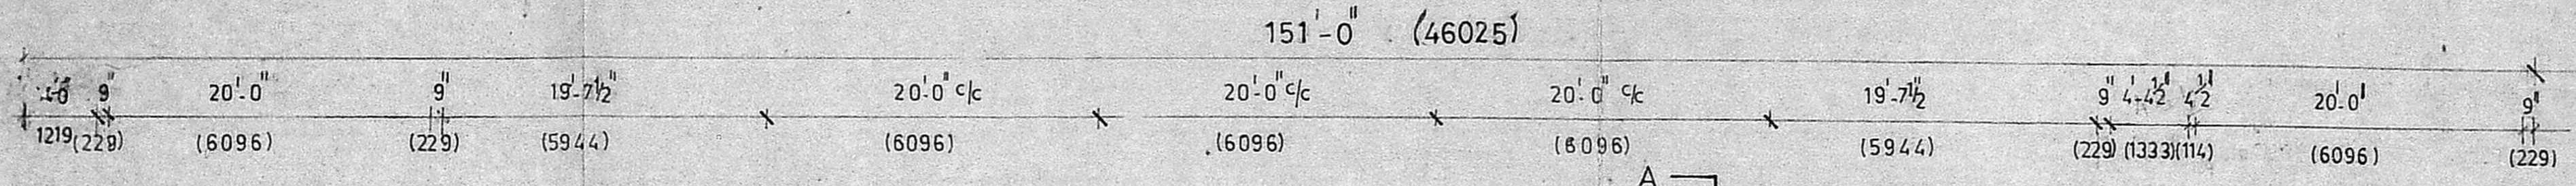 151'-0" (46025)
4'-0" 9" 20'-0" 9" 19'-7½" 20'-0" c/c 20'-0" c/c 20'-0" c/c 19'-7½" 9" 4'-4½" 4½" 20'-0" 9"
1219 (229) (6096) (229) (5944) (6096) (6096) (6096) (5944) (229) (1333) (114) (6096) (229)
A